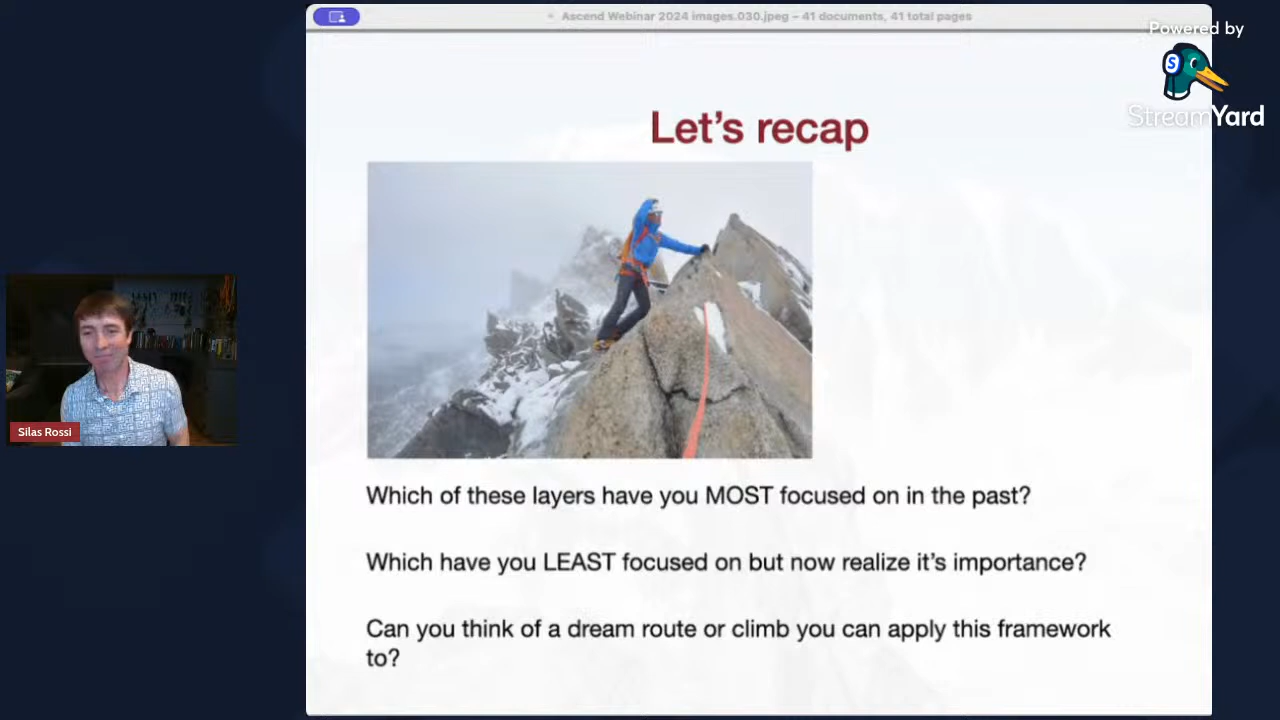 Ascend Webinar 2024 images.030.jpeg – 41 documents, 41 total pages
Powered by
S
StreamYard
Let's recap
Silas Rossi
Which of these layers have you MOST focused on in the past?
Which have you LEAST focused on but now realize it's importance?
Can you think of a dream route or climb you can apply this framework
to?